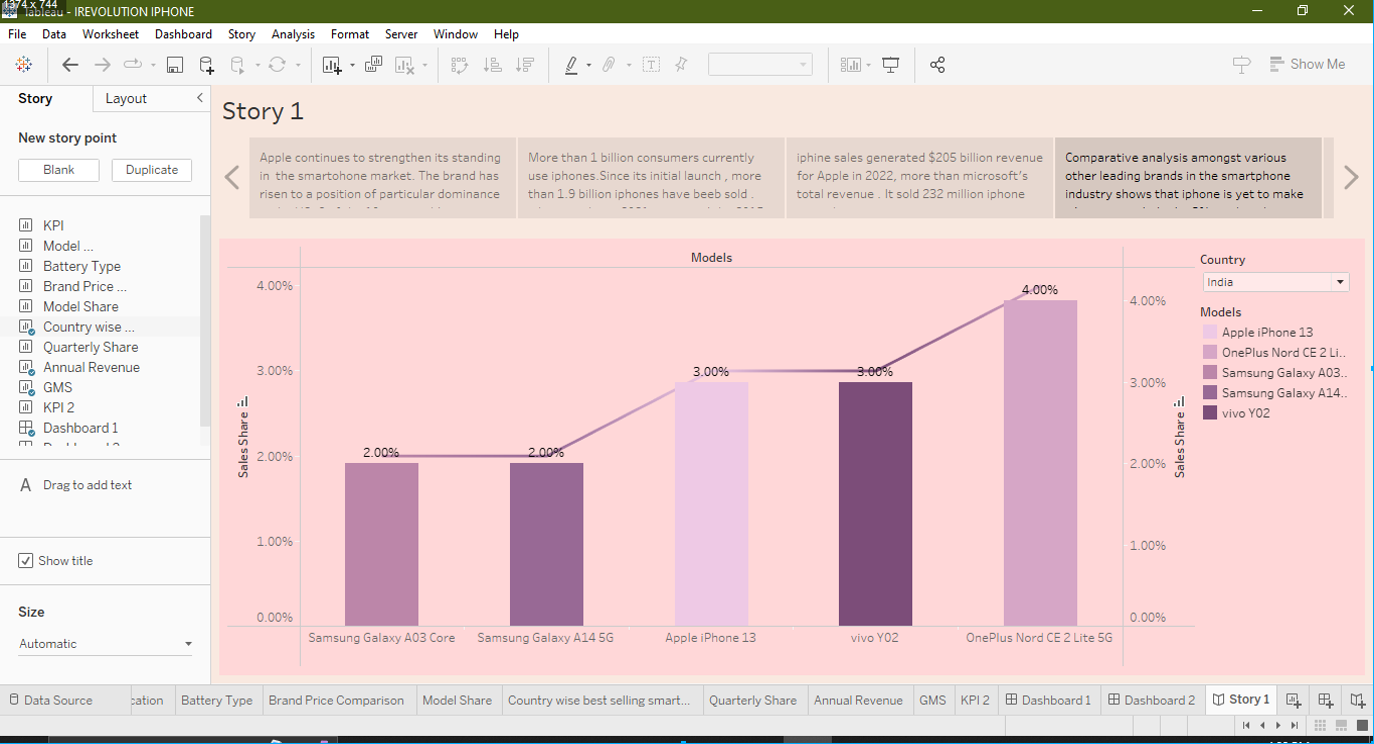 1374 x 744
Tableau - IREVOLUTION IPHONE
File Data Worksheet Dashboard Story Analysis Format Server Window Help
Show Me
Story Layout
New story point
Blank Duplicate
KPI
Model ...
Battery Type
Brand Price ...
Model Share
Country wise ...
Quarterly Share
Annual Revenue
GMS
KPI 2
Dashboard 1
A Drag to add text
Show title
Size
Automatic
Story 1
Apple continues to strengthen its standing
in the smartohone market. The brand has
risen to a position of particular dominance
More than 1 billion consumers currently
use iphones.Since its initial launch , more
than 1.9 billion iphones have beeb sold .
iphine sales generated $205 billion revenue
for Apple in 2022, more than microsoft's
total revenue . It sold 232 million iphone
Comparative analysis amongst various
other leading brands in the smartphone
industry shows that iphone is yet to make
Models
4.00%
3.00%
2.00%
1.00%
0.00%
Sales Share
2.00%
2.00%
3.00%
3.00%
4.00%
4.00%
3.00%
2.00%
1.00%
0.00%
Sales Share
Samsung Galaxy A03 Core Samsung Galaxy A14 5G Apple iPhone 13 vivo Y02 OnePlus Nord CE 2 Lite 5G
Country
India
Models
Apple iPhone 13
OnePlus Nord CE 2 Li..
Samsung Galaxy A03..
Samsung Galaxy A14..
vivo Y02
Data Source cation Battery Type Brand Price Comparison Model Share Country wise best selling smart... Quarterly Share Annual Revenue GMS KPI 2 Dashboard 1 Dashboard 2 Story 1